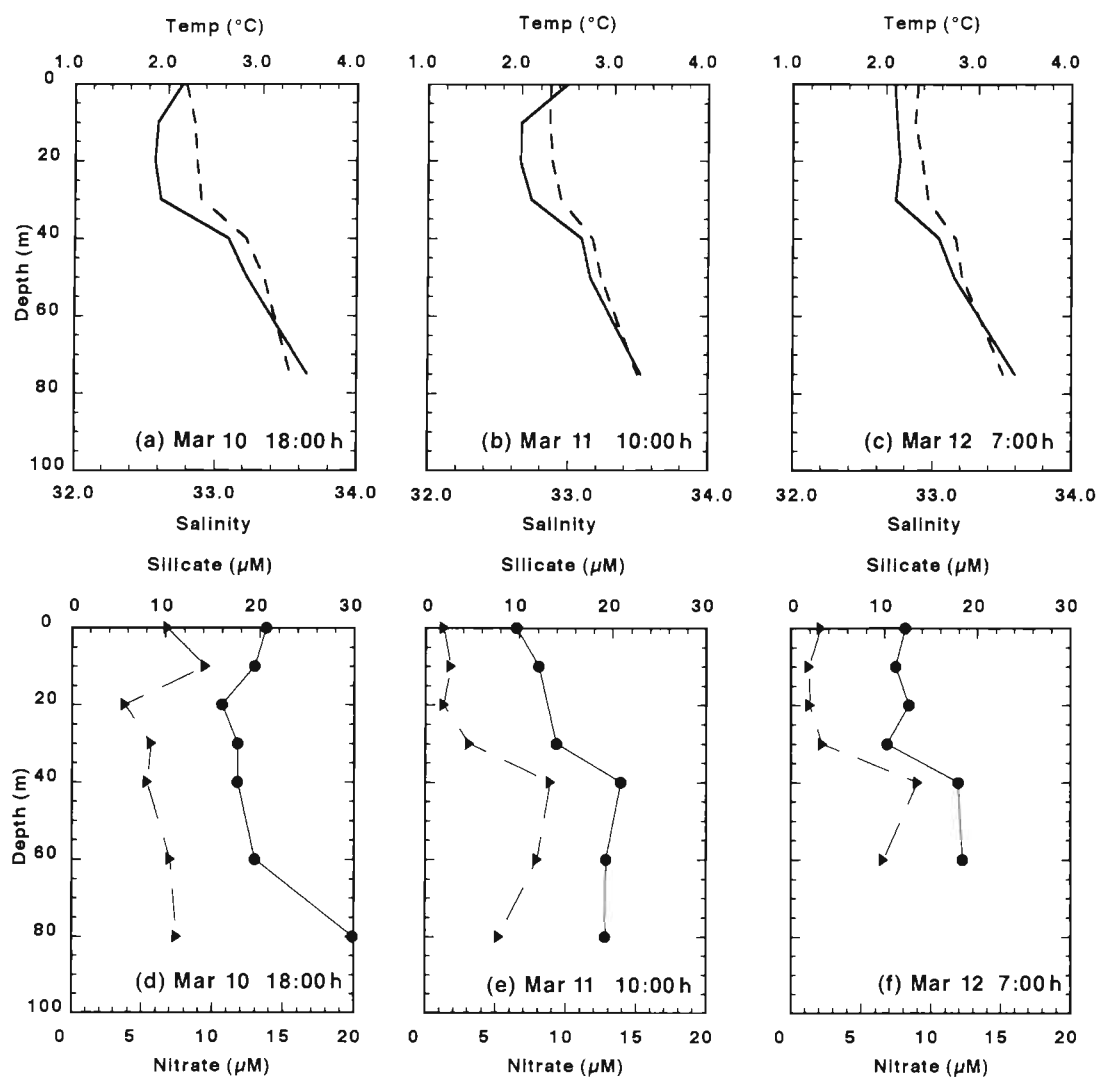 Temp (°C) Temp (°C) Temp (°C)
1.0 2.0 3.0 4.0 1.0 2.0 3.0 4.0 1.0 2.0 3.0 4.0
0
20
40
Depth (m)
60
80
(a) Mar 10 18:00h (b) Mar 11 10:00h (c) Mar 12 7:00h
100
32.0 33.0 34.0 32.0 33.0 34.0 32.0 33.0 34.0
Salinity Salinity Salinity
Silicate (µM) Silicate (µM) Silicate (µM)
0 10 20 30 0 10 20 30 0 10 20 30
0
20
40
Depth (m)
60
80
(d) Mar 10 18:00h (e) Mar 11 10:00h (f) Mar 12 7:00h
100
0 5 10 15 20 0 5 10 15 20 0 5 10 15 20
Nitrate (µM) Nitrate (µM) Nitrate (µM)